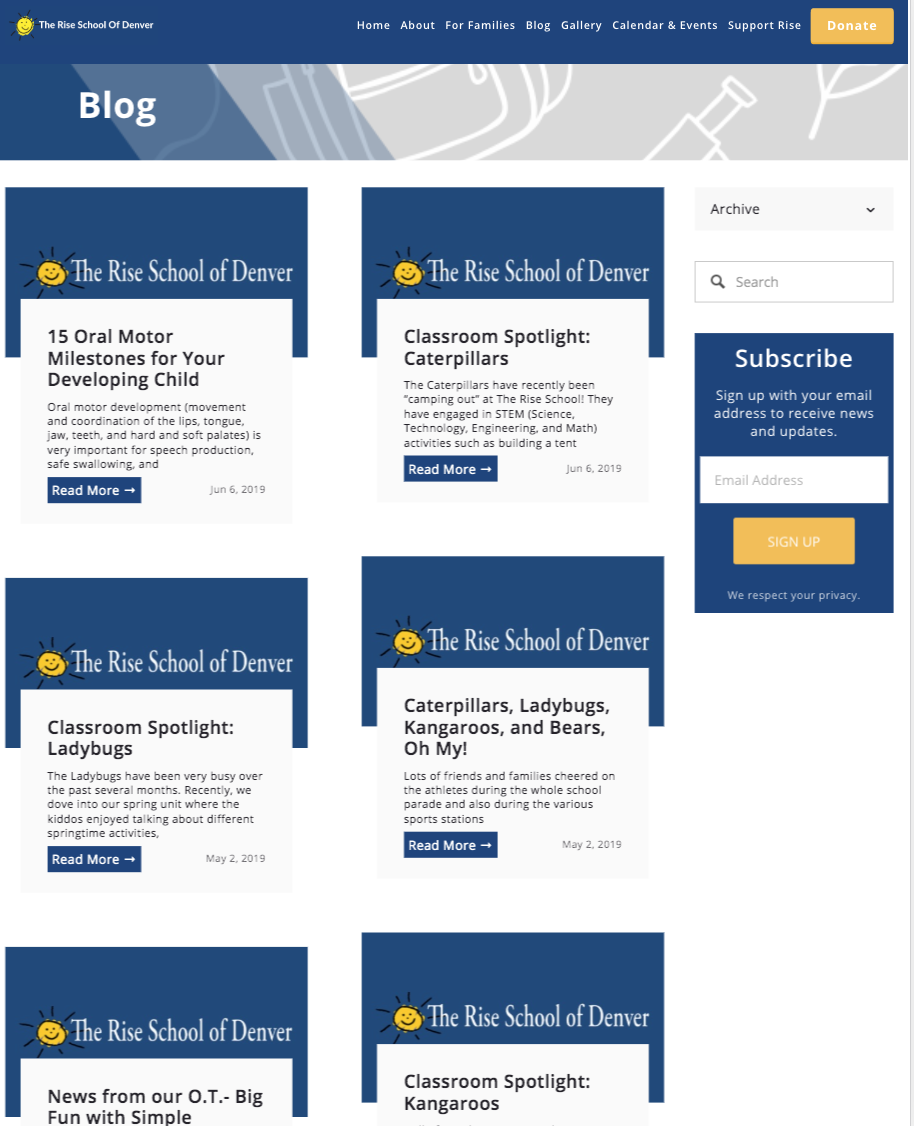 The Rise School Of Denver
Home About For Families Blog Gallery Calendar & Events Support Rise Donate
Blog
The Rise School of Denver
15 Oral Motor
Milestones for Your
Developing Child
Oral motor development (movement
and coordination of the lips, tongue,
jaw, teeth, and hard and soft palates) is
very important for speech production,
safe swallowing, and
Read More →
Jun 6, 2019
The Rise School of Denver
Classroom Spotlight:
Caterpillars
The Caterpillars have recently been
“camping out” at The Rise School! They
have engaged in STEM (Science,
Technology, Engineering, and Math)
activities such as building a tent
Read More →
Jun 6, 2019
Archive
Search
Subscribe
Sign up with your email
address to receive news
and updates.
Email Address
SIGN UP
We respect your privacy.
The Rise School of Denver
Classroom Spotlight:
Ladybugs
The Ladybugs have been very busy over
the past several months. Recently, we
dove into our spring unit where the
kiddos enjoyed talking about different
springtime activities,
Read More →
May 2, 2019
The Rise School of Denver
Caterpillars, Ladybugs,
Kangaroos, and Bears,
Oh My!
Lots of friends and families cheered on
the athletes during the whole school
parade and also during the various
sports stations
Read More →
May 2, 2019
The Rise School of Denver
News from our O.T.- Big
Fun with Simple
The Rise School of Denver
Classroom Spotlight:
Kangaroos